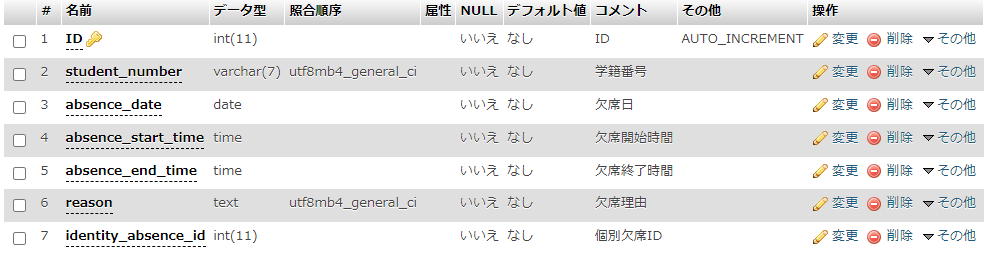 # 名前 データ型 照合順序 属性 NULL デフォルト値 コメント その他 操作
1 ID int(11) いいえ なし ID AUTO_INCREMENT 変更 削除 その他
2 student_number varchar(7) utf8mb4_general_ci いいえ なし 学籍番号 変更 削除 その他
3 absence_date date いいえ なし 欠席日 変更 削除 その他
4 absence_start_time time いいえ なし 欠席開始時間 変更 削除 その他
5 absence_end_time time いいえ なし 欠席終了時間 変更 削除 その他
6 reason text utf8mb4_general_ci いいえ なし 欠席理由 変更 削除 その他
7 identity_absence_id int(11) いいえ なし 個別欠席ID 変更 削除 その他